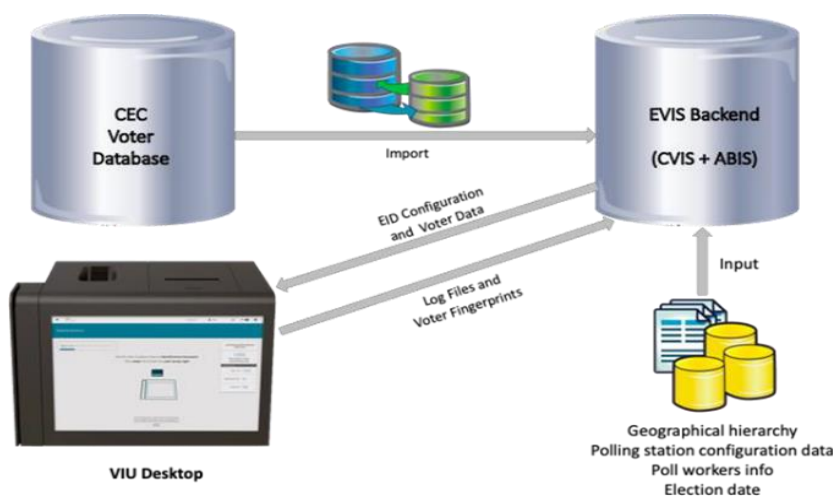 CEC
Voter
Database
Import
EVIS Backend
(CVIS + ABIS)
EID Configuration
and Voter Data
Log Files and
Voter Fingerprints
Input
VIU Desktop
Geographical hierarchy
Polling station configuration data
Poll workers info
Election date